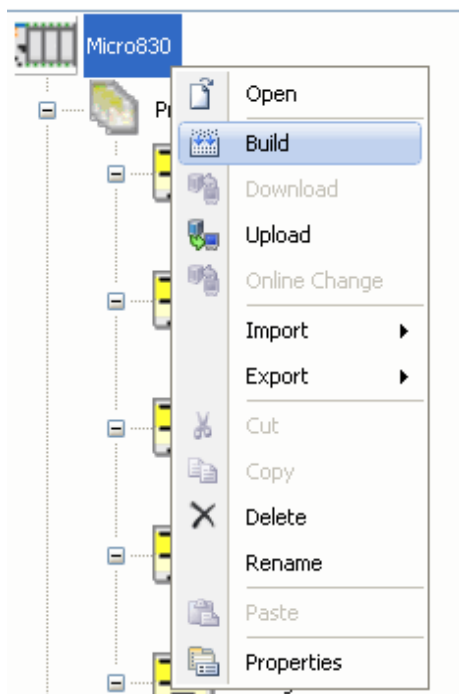 Micro830
Open
Build
Download
Upload
Online Change
Import
Export
Cut
Copy
Delete
Rename
Paste
Properties